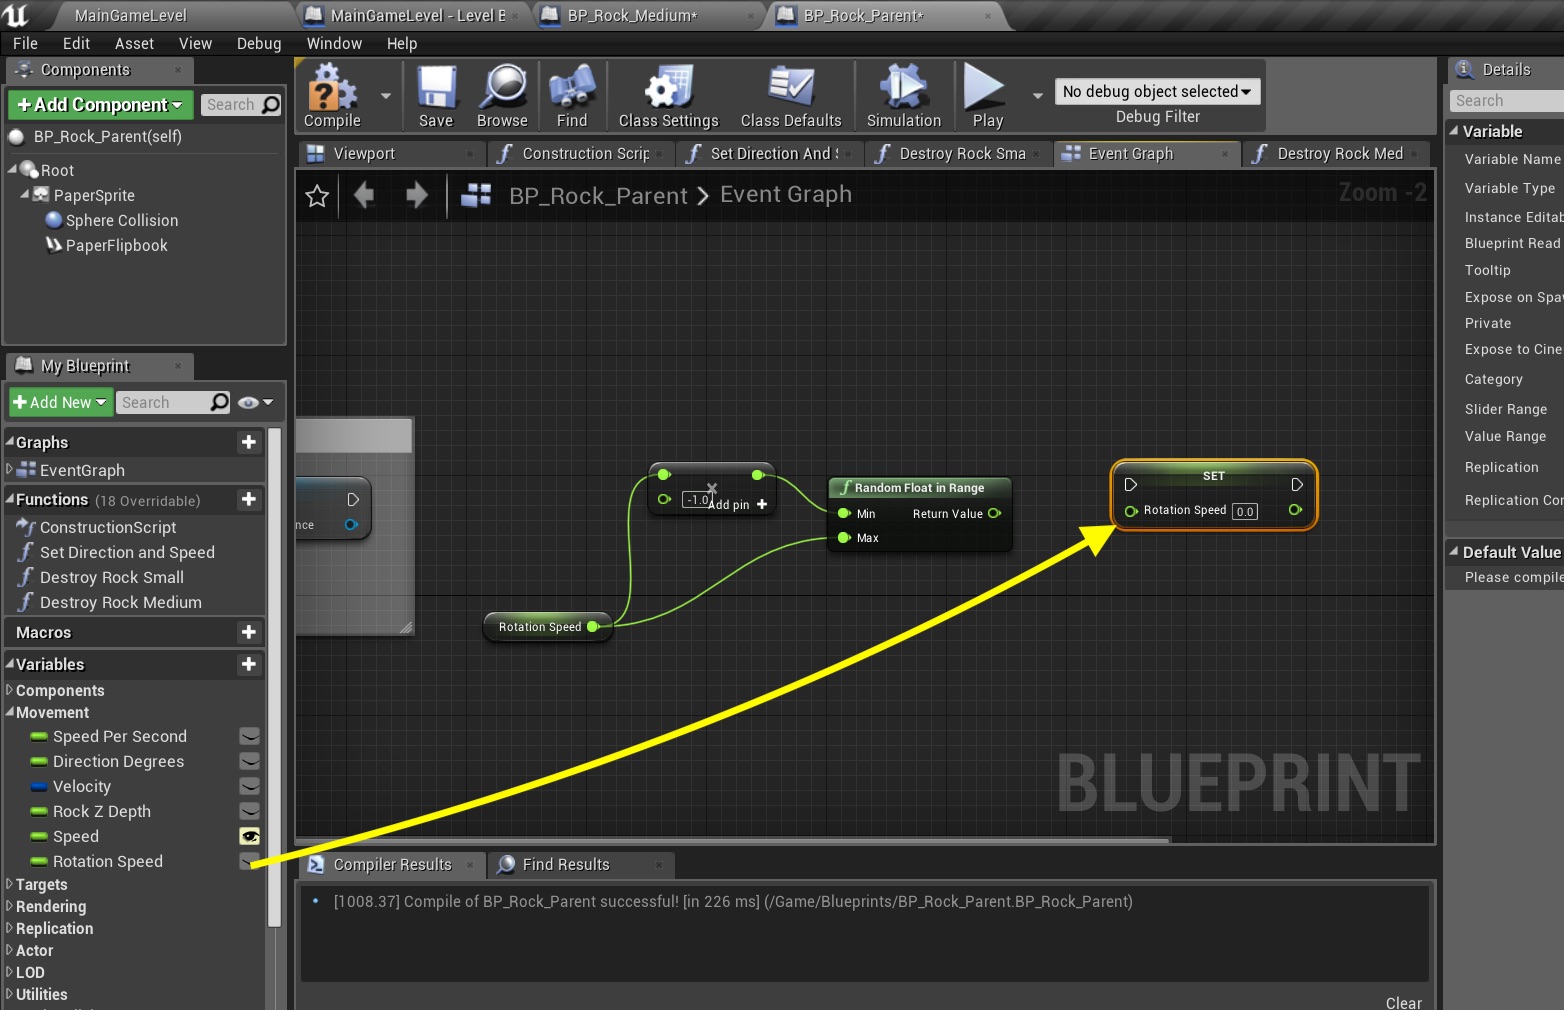 MainGameLevel
MainGameLevel - Level B
BP_Rock_Medium*
BP_Rock_Parent*
File Edit Asset View Debug Window Help
Components
+Add Component
Search
BP_Rock_Parent(self)
Root
PaperSprite
Sphere Collision
PaperFlipbook
My Blueprint
+Add New
Search
Graphs
EventGraph
Functions (18 Overridable)
ConstructionScript
Set Direction and Speed
Destroy Rock Small
Destroy Rock Medium
Macros
Variables
Components
Movement
Speed Per Second
Direction Degrees
Velocity
Rock Z Depth
Speed
Rotation Speed
Targets
Rendering
Replication
Actor
LOD
Utilities
Compile
Save
Browse
Find
Class Settings
Class Defaults
Simulation
Play
No debug object selected
Debug Filter
Viewport
Construction Scrip
Set Direction And
Destroy Rock Sma
Event Graph
Destroy Rock Med
BP_Rock_Parent > Event Graph
Zoom -2
nce
-1.0
Add pin +
Random Float in Range
Min
Return Value
Max
Rotation Speed
SET
Rotation Speed 0.0
BLUEPRINT
Compiler Results
Find Results
[1008.37] Compile of BP_Rock_Parent successful! [in 226 ms] (/Game/Blueprints/BP_Rock_Parent.BP_Rock_Parent)
Clear
Details
Search
Variable
Variable Name
Variable Type
Instance Editab
Blueprint Read
Tooltip
Expose on Spa
Private
Expose to Cine
Category
Slider Range
Value Range
Replication
Replication Con
Default Value
Please compile